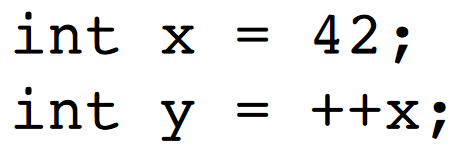 int x = 42;
int y = ++x;